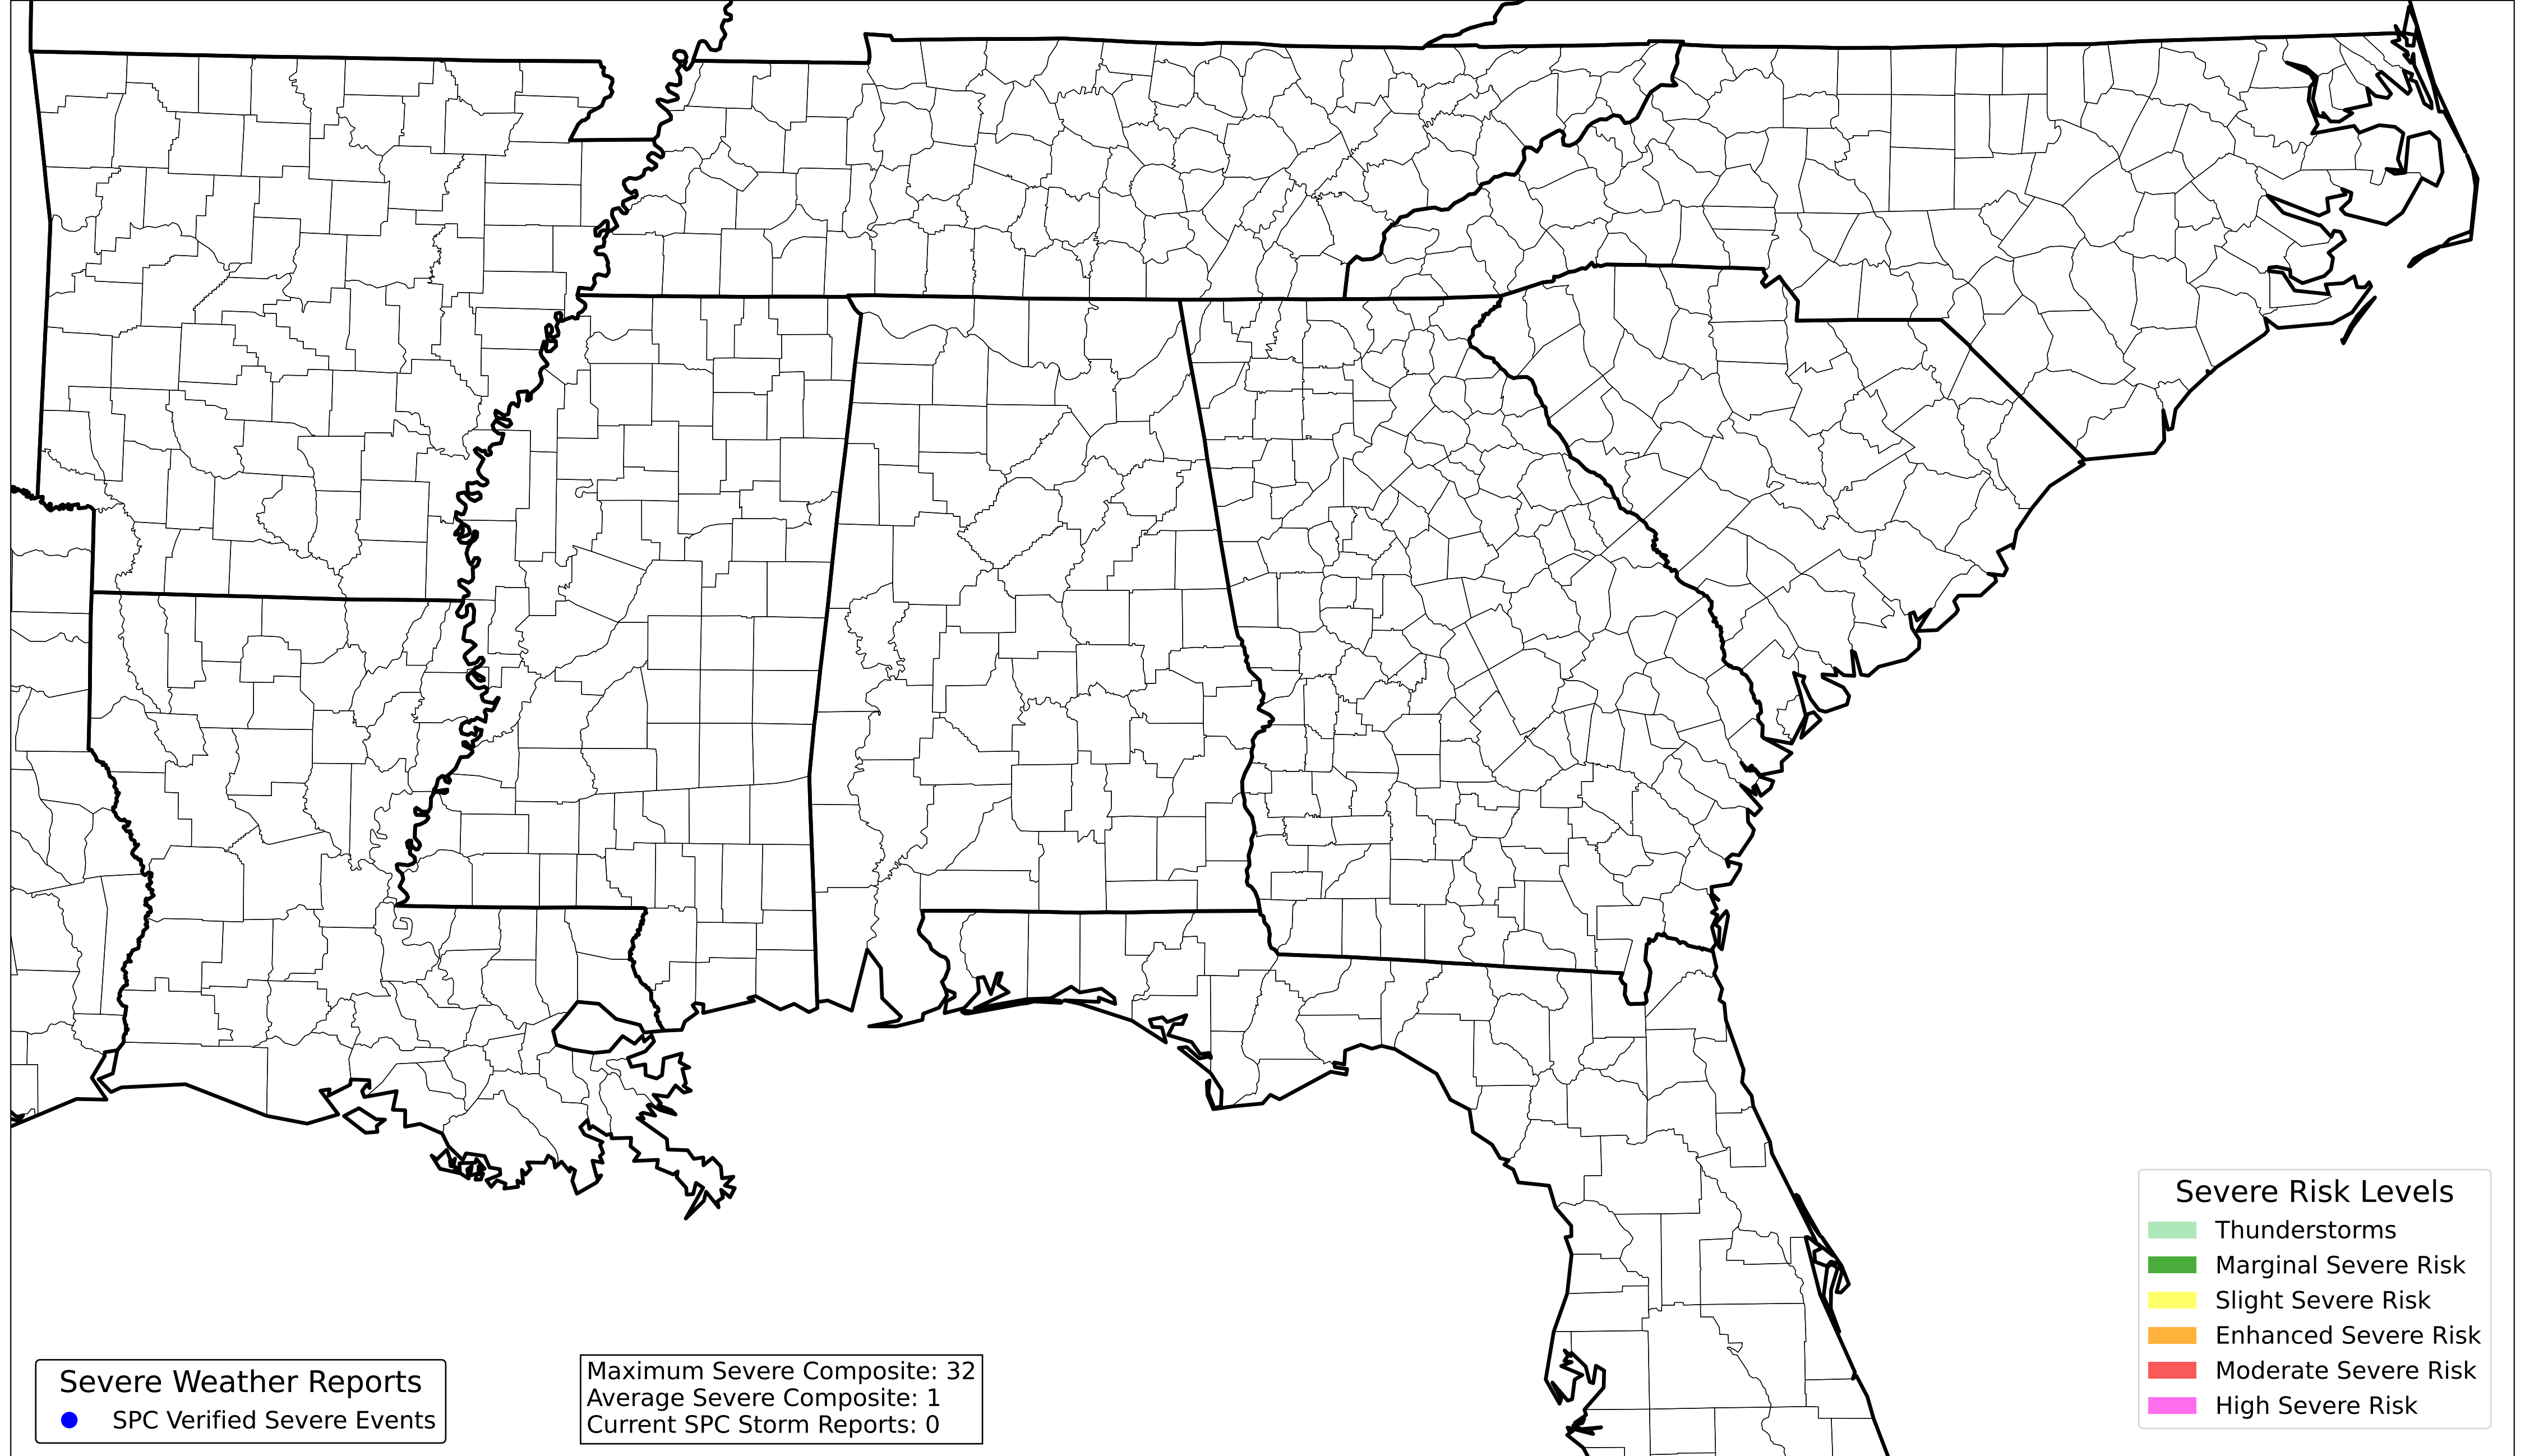 Severe Weather Reports
SPC Verified Severe Events
Maximum Severe Composite: 32
Average Severe Composite: 1
Current SPC Storm Reports: 0
Severe Risk Levels
Thunderstorms
Marginal Severe Risk
Slight Severe Risk
Enhanced Severe Risk
Moderate Severe Risk
High Severe Risk